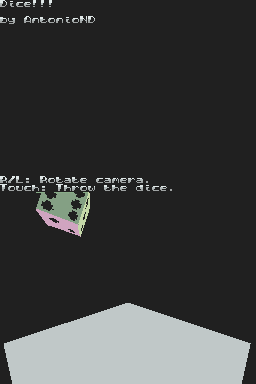 Dice!!!
by AntonioND
R/L: Rotate camera.
Touch: Throw the dice.